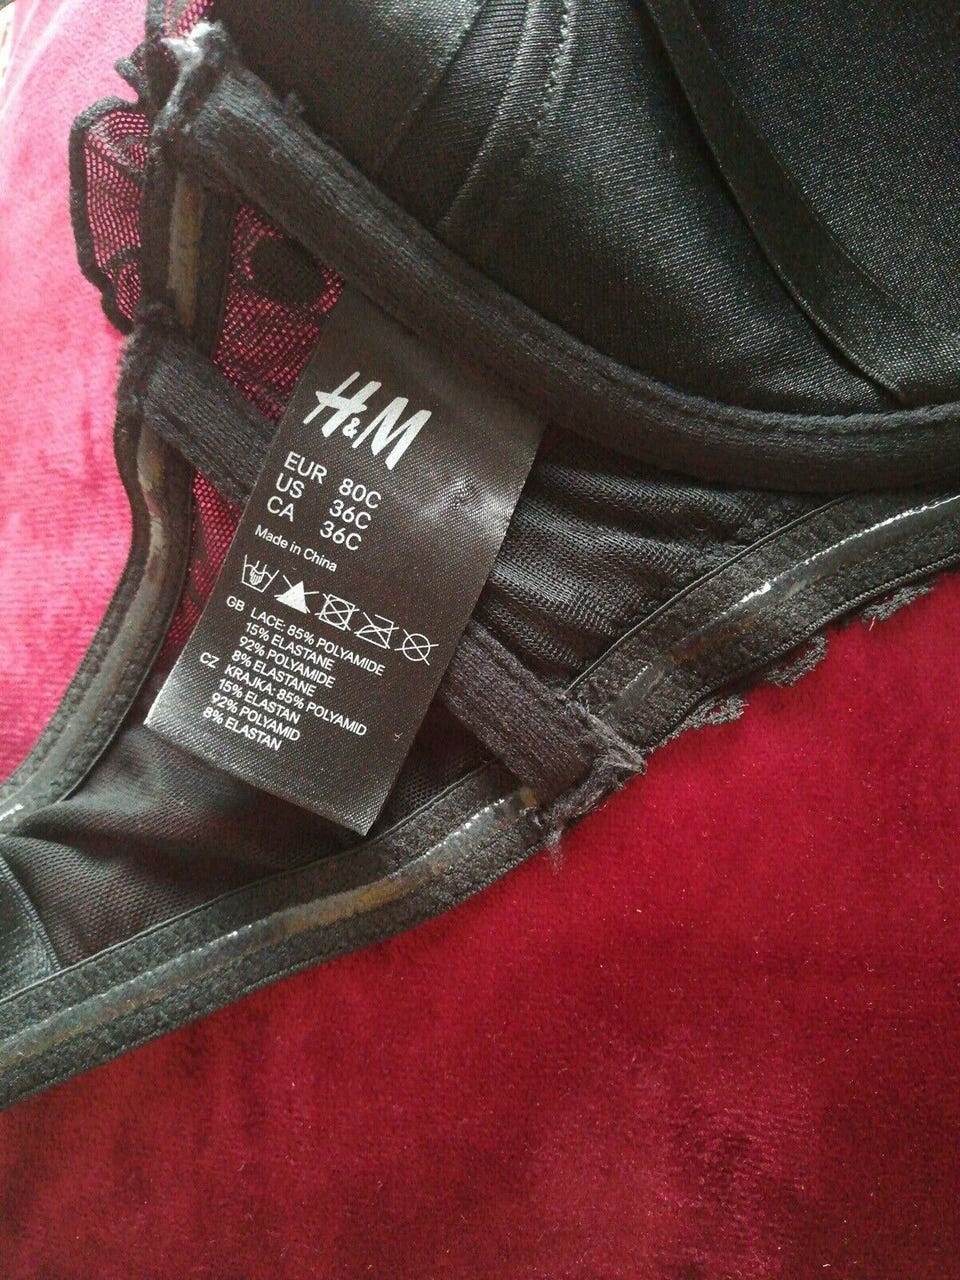 H&M
EUR 80C
US 36C
CA 36C
Made in China
GB LACE: 85% POLYAMIDE
15% ELASTANE
92% POLYAMIDE
8% ELASTANE
CZ KRAJKA: 85% POLYAMID
15% ELASTAN
92% POLYAMID
8% ELASTAN